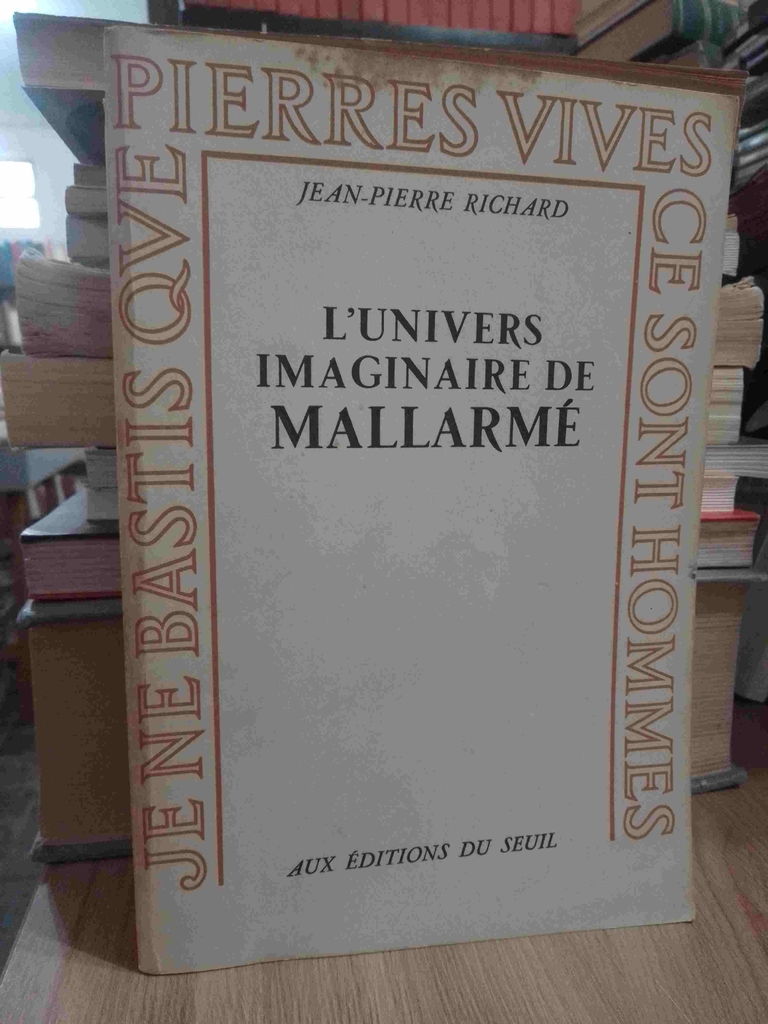 JE NE BASTIS QVE
PIERRES VIVES
CE SONT HOMMES
JEAN-PIERRE RICHARD
L'UNIVERS
IMAGINAIRE DE
MALLARMÉ
AUX ÉDITIONS DU SEUIL